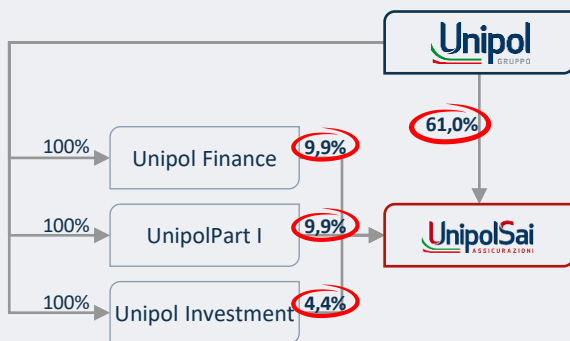 Unipol
GRUPPO
61,0%
100%
Unipol Finance
9,9%
100%
UnipolPart I
9,9%
UnipolSai
ASSICURAZIONI
100%
Unipol Investment
4,4%